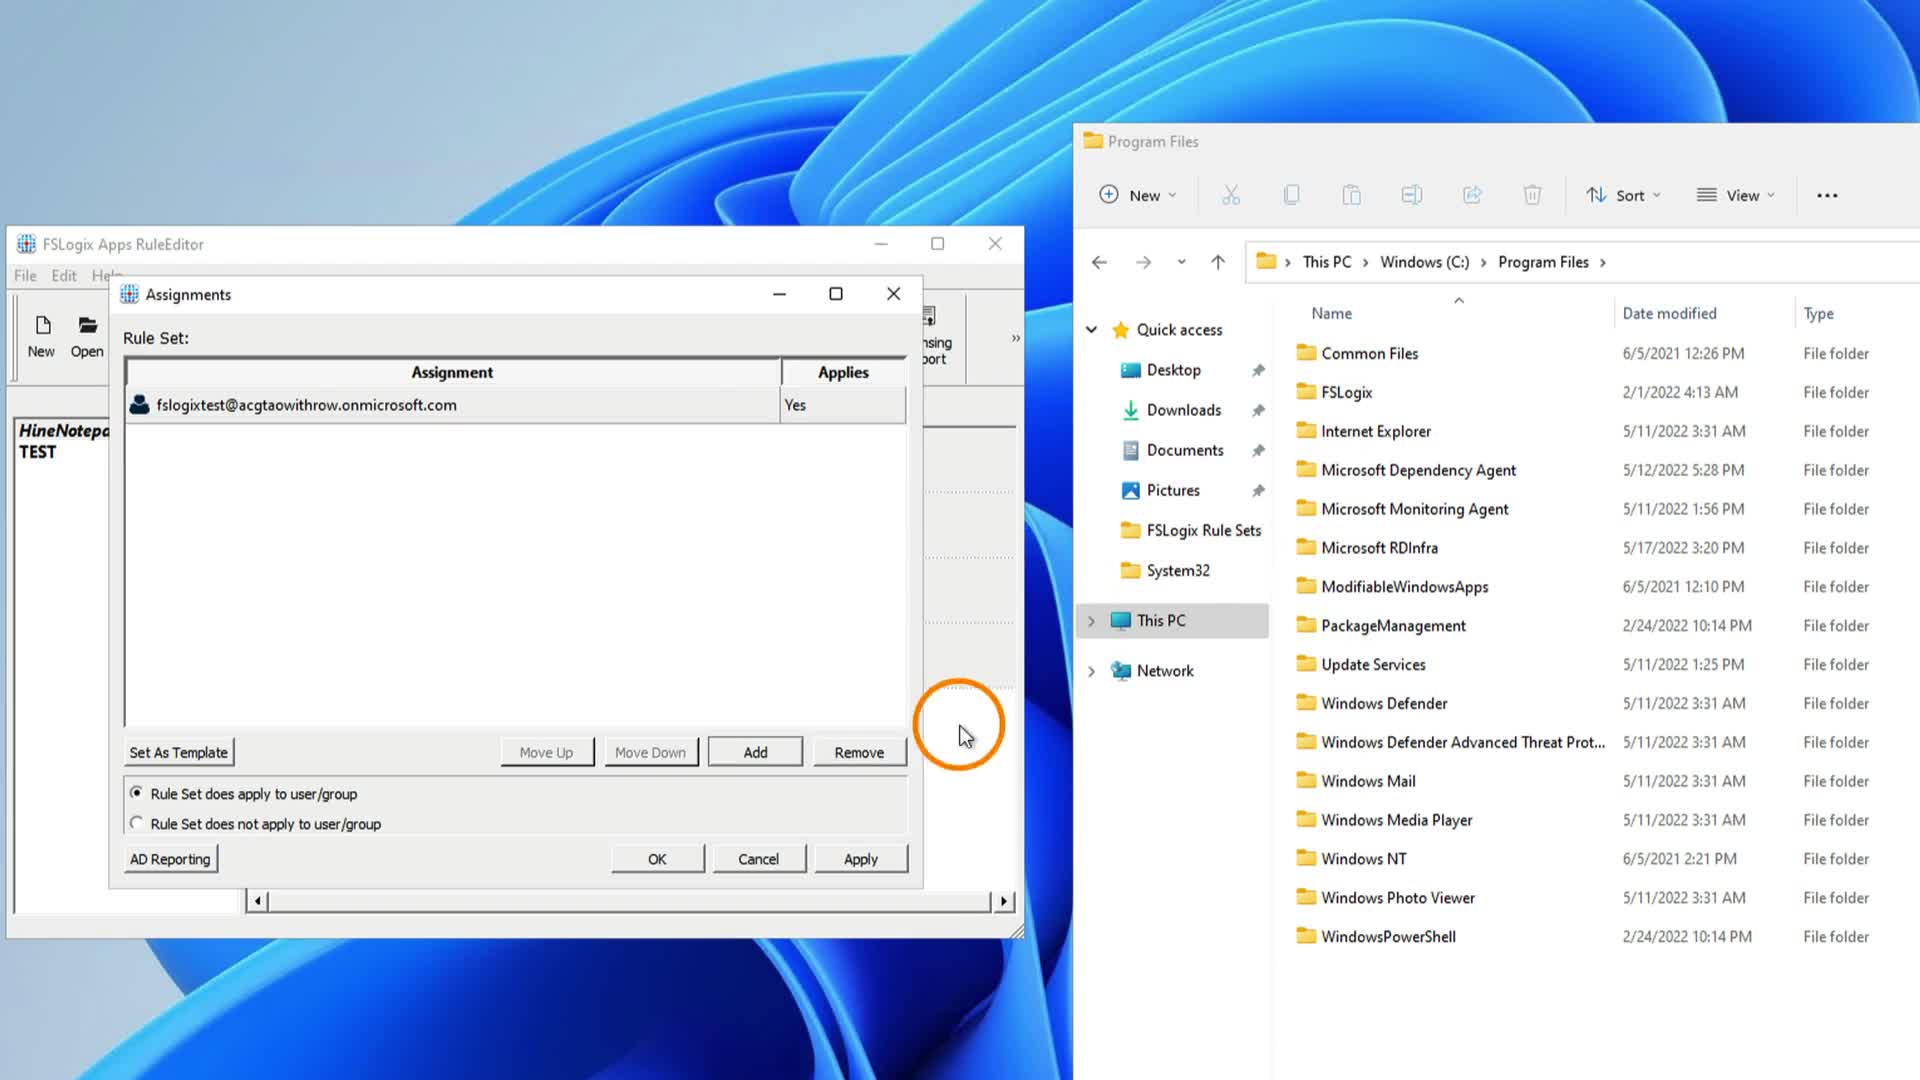 FSLogix Apps RuleEditor
File Edit Help
New
Open
nsing
port
»
HineNotepa
TEST
Assignments
Rule Set:
Assignment Applies
fslogixtest@acgtaowithrow.onmicrosoft.com Yes
Set As Template Move Up Move Down Add Remove
Rule Set does apply to user/group
Rule Set does not apply to user/group
AD Reporting OK Cancel Apply
Program Files
New Sort View
This PC Windows (C:) Program Files
Quick access
Desktop
Downloads
Documents
Pictures
FSLogix Rule Sets
System32
This PC
Network
Name Date modified Type
Common Files 6/5/2021 12:26 PM File folder
FSLogix 2/1/2022 4:13 AM File folder
Internet Explorer 5/11/2022 3:31 AM File folder
Microsoft Dependency Agent 5/12/2022 5:28 PM File folder
Microsoft Monitoring Agent 5/11/2022 1:56 PM File folder
Microsoft RDInfra 5/17/2022 3:20 PM File folder
ModifiableWindowsApps 6/5/2021 12:10 PM File folder
PackageManagement 2/24/2022 10:14 PM File folder
Update Services 5/11/2022 1:25 PM File folder
Windows Defender 5/11/2022 3:31 AM File folder
Windows Defender Advanced Threat Prot... 5/11/2022 3:31 AM File folder
Windows Mail 5/11/2022 3:31 AM File folder
Windows Media Player 5/11/2022 3:31 AM File folder
Windows NT 6/5/2021 2:21 PM File folder
Windows Photo Viewer 5/11/2022 3:31 AM File folder
WindowsPowerShell 2/24/2022 10:14 PM File folder